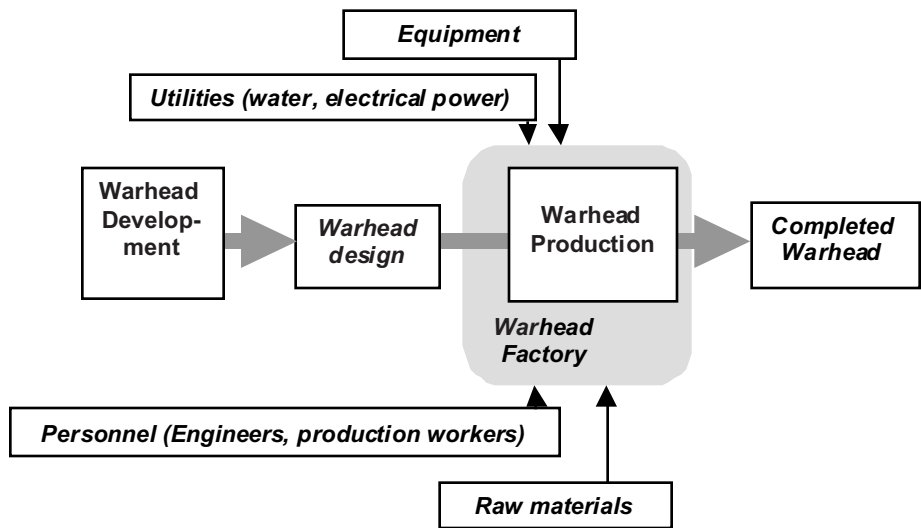 Equipment
Utilities (water, electrical power)
Warhead
Develop-
ment
Warhead
design
Warhead
Production
Completed
Warhead
Warhead
Factory
Personnel (Engineers, production workers)
Raw materials